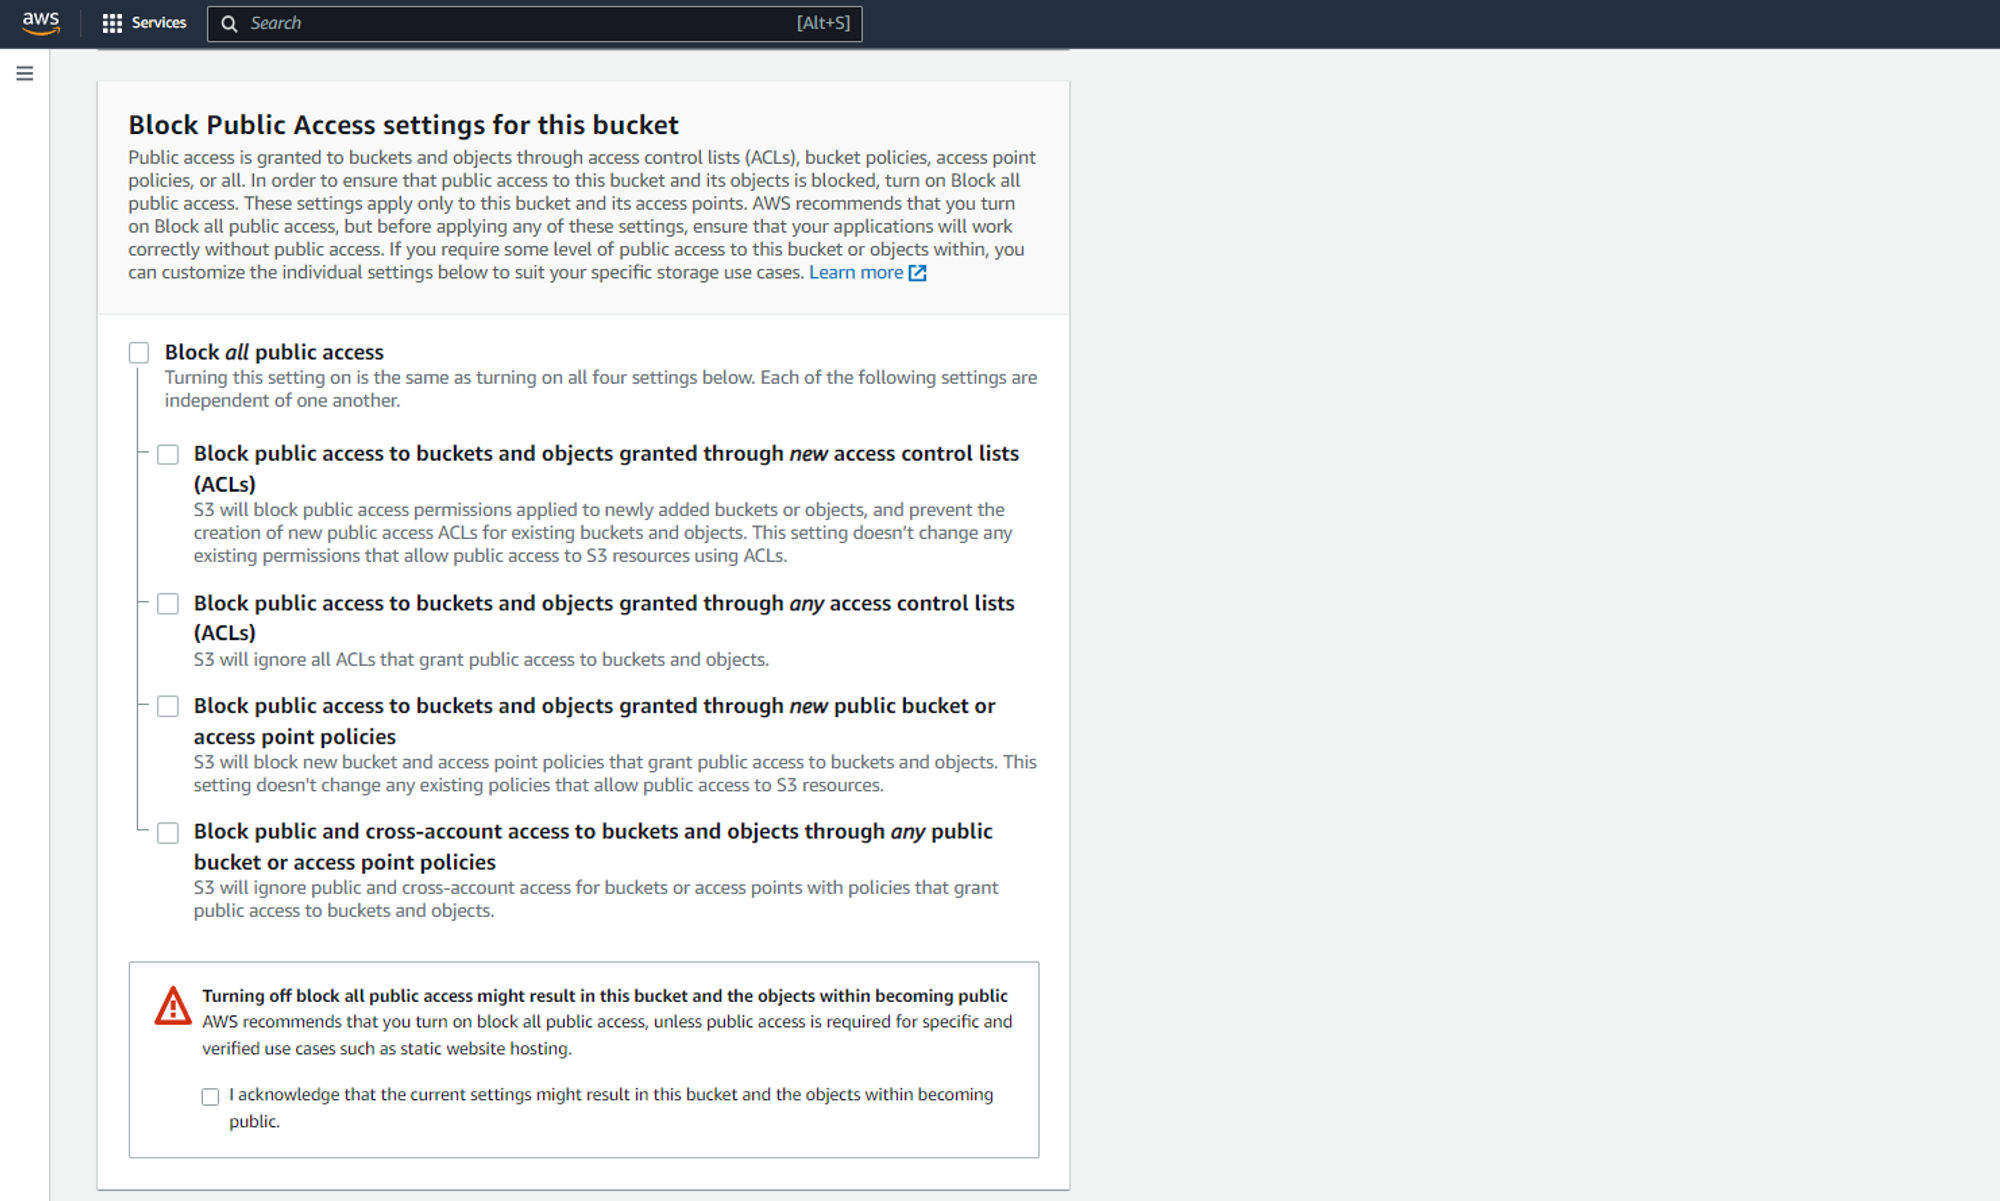 aws Services Search [Alt+S]
Block Public Access settings for this bucket
Public access is granted to buckets and objects through access control lists (ACLs), bucket policies, access point
policies, or all. In order to ensure that public access to this bucket and its objects is blocked, turn on Block all
public access. These settings apply only to this bucket and its access points. AWS recommends that you turn
on Block all public access, but before applying any of these settings, ensure that your applications will work
correctly without public access. If you require some level of public access to this bucket or objects within, you
can customize the individual settings below to suit your specific storage use cases. Learn more
Block all public access
Turning this setting on is the same as turning on all four settings below. Each of the following settings are
independent of one another.
Block public access to buckets and objects granted through new access control lists
(ACLs)
S3 will block public access permissions applied to newly added buckets or objects, and prevent the
creation of new public access ACLs for existing buckets and objects. This setting doesn’t change any
existing permissions that allow public access to S3 resources using ACLs.
Block public access to buckets and objects granted through any access control lists
(ACLs)
S3 will ignore all ACLs that grant public access to buckets and objects.
Block public access to buckets and objects granted through new public bucket or
access point policies
S3 will block new bucket and access point policies that grant public access to buckets and objects. This
setting doesn't change any existing policies that allow public access to S3 resources.
Block public and cross-account access to buckets and objects through any public
bucket or access point policies
S3 will ignore public and cross-account access for buckets or access points with policies that grant
public access to buckets and objects.
Turning off block all public access might result in this bucket and the objects within becoming public
AWS recommends that you turn on block all public access, unless public access is required for specific and
verified use cases such as static website hosting.
I acknowledge that the current settings might result in this bucket and the objects within becoming
public.